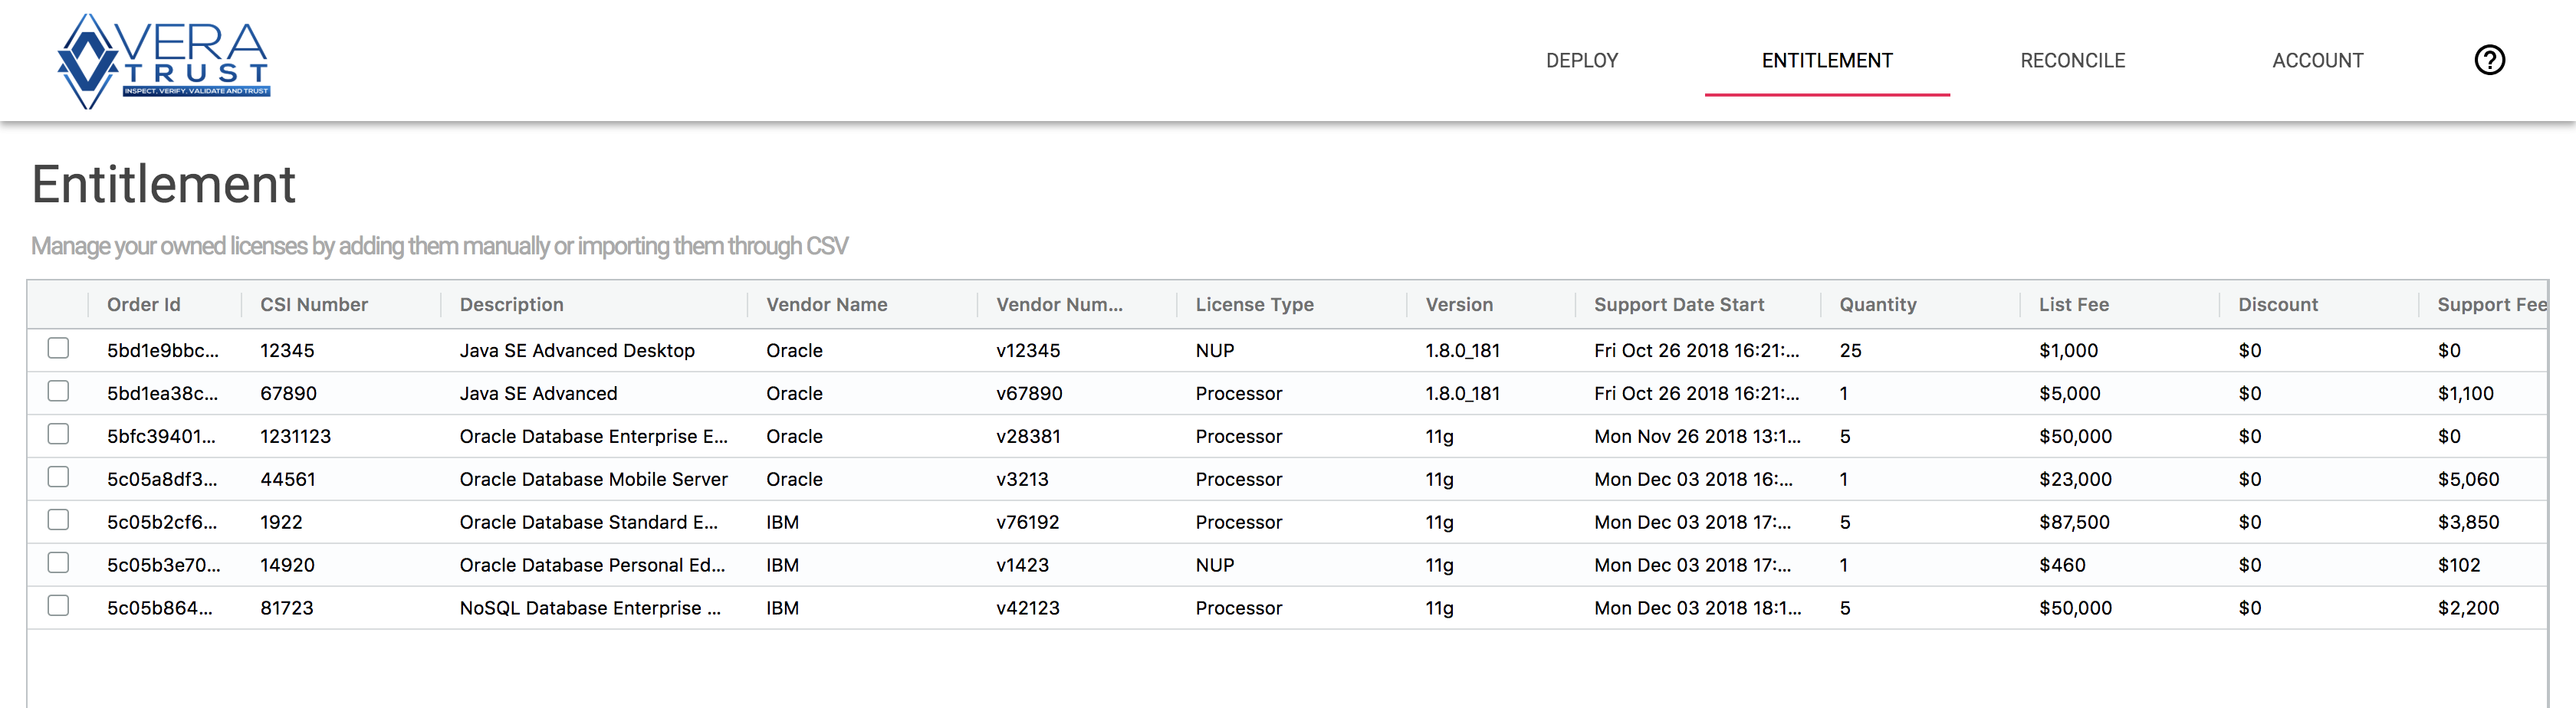 VERA
TRUST
INSPECT, VERIFY, VALIDATE AND TRUST
DEPLOY ENTITLEMENT RECONCILE ACCOUNT ?
Entitlement
Manage your owned licenses by adding them manually or importing them through CSV
Order Id CSI Number Description Vendor Name Vendor Num... License Type Version Support Date Start Quantity List Fee Discount Support Fee
5bd1e9bbc... 12345 Java SE Advanced Desktop Oracle v12345 NUP 1.8.0_181 Fri Oct 26 2018 16:21:... 25 $1,000 $0 $0
5bd1ea38c... 67890 Java SE Advanced Oracle v67890 Processor 1.8.0_181 Fri Oct 26 2018 16:21:... 1 $5,000 $0 $1,100
5bfc39401... 1231123 Oracle Database Enterprise E... Oracle v28381 Processor 11g Mon Nov 26 2018 13:1... 5 $50,000 $0 $0
5c05a8df3... 44561 Oracle Database Mobile Server Oracle v3213 Processor 11g Mon Dec 03 2018 16:... 1 $23,000 $0 $5,060
5c05b2cf6... 1922 Oracle Database Standard E... IBM v76192 Processor 11g Mon Dec 03 2018 17:... 5 $87,500 $0 $3,850
5c05b3e70... 14920 Oracle Database Personal Ed... IBM v1423 NUP 11g Mon Dec 03 2018 17:... 1 $460 $0 $102
5c05b864... 81723 NoSQL Database Enterprise ... IBM v42123 Processor 11g Mon Dec 03 2018 18:1... 5 $50,000 $0 $2,200